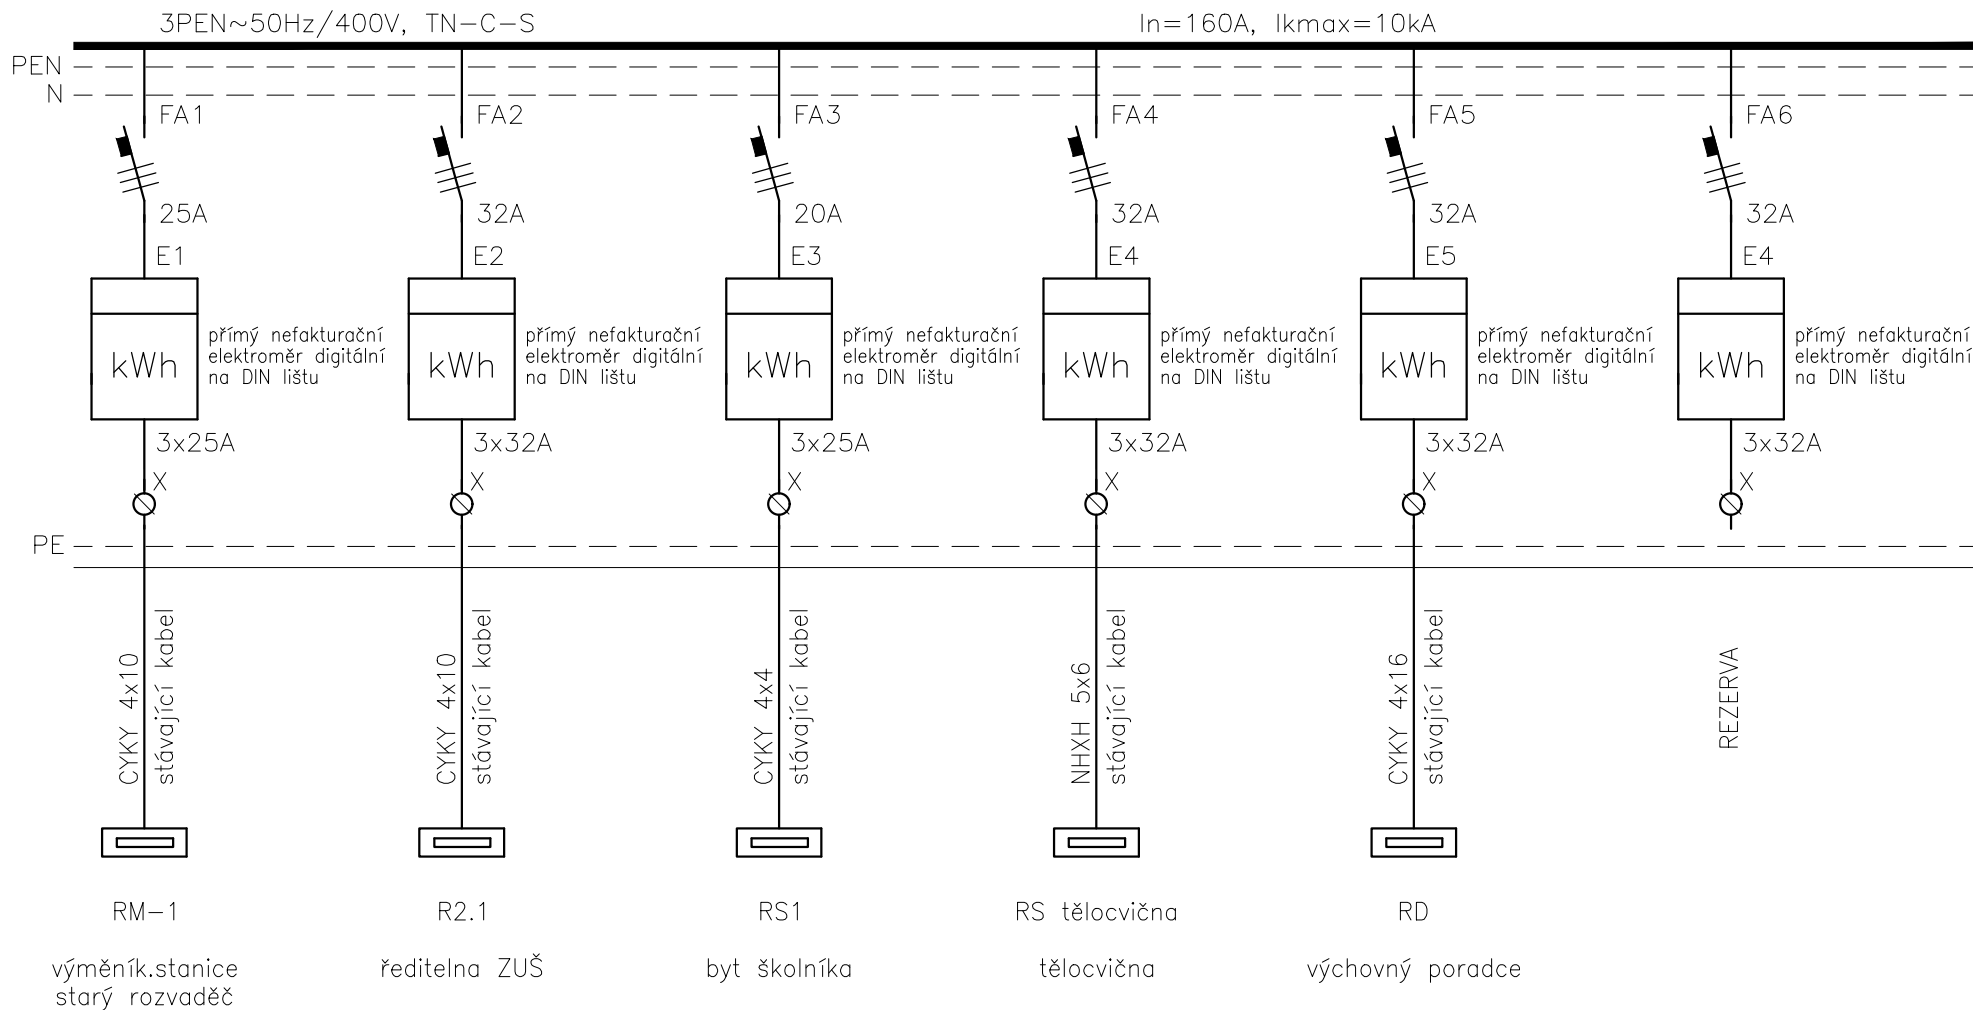 3PEN~50Hz/400V, TN-C-S
In=160A, Ikmax=10kA
PEN
N
FA1
FA2
FA3
FA4
FA5
FA6
25A
32A
20A
32A
32A
32A
E1
E2
E3
E4
E5
E4
kWh
přímý nefakturační
elektroměr digitální
na DIN lištu
kWh
přímý nefakturační
elektroměr digitální
na DIN lištu
kWh
přímý nefakturační
elektroměr digitální
na DIN lištu
kWh
přímý nefakturační
elektroměr digitální
na DIN lištu
kWh
přímý nefakturační
elektroměr digitální
na DIN lištu
kWh
přímý nefakturační
elektroměr digitální
na DIN lištu
3x25A
3x32A
3x25A
3x32A
3x32A
3x32A
X
X
X
X
X
X
PE
CYKY 4x10
stávající kabel
CYKY 4x10
stávající kabel
CYKY 4x4
stávající kabel
NHXH 5x6
stávající kabel
CYKY 4x16
stávající kabel
REZERVA
RM-1
R2.1
RS1
RS tělocvična
RD
výměník.stanice
starý rozvaděč
ředitelna ZUŠ
byt školníka
tělocvična
výchovný poradce